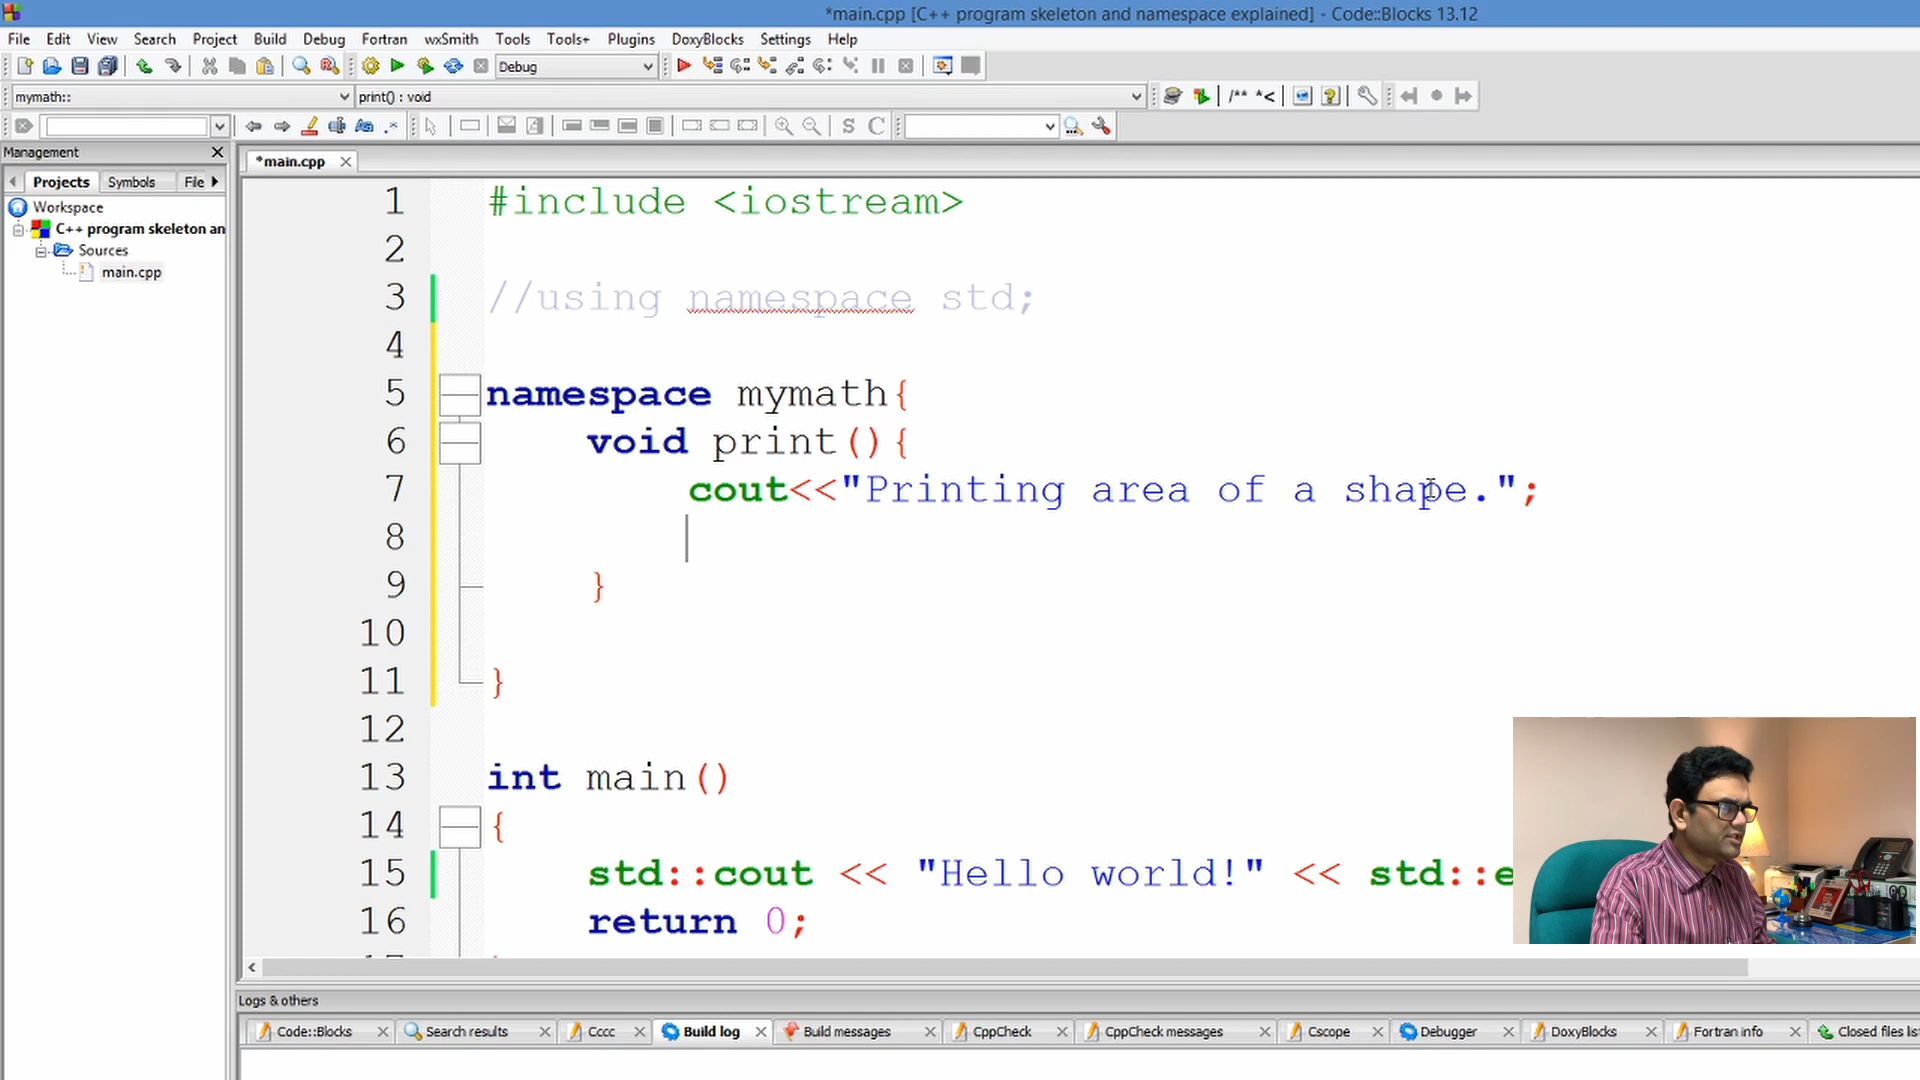 *main.cpp [C++ program skeleton and namespace explained] - Code::Blocks 13.12
File Edit View Search Project Build Debug Fortran wxSmith Tools Tools+ Plugins DoxyBlocks Settings Help
Debug
mymath:: print() : void /** *<
Aa .* S C
Management
*main.cpp
Projects Symbols File
Workspace
C++ program skeleton an
Sources
main.cpp
1 #include <iostream>
2
3 //using namespace std;
4
5 namespace mymath{
6 void print(){
7 cout<<"Printing area of a shape.";
8
9 }
10
11 }
12
13 int main()
14 {
15 std::cout << "Hello world!" << std::e
16 return 0;
Logs & others
Code::Blocks Search results Cccc Build log Build messages CppCheck CppCheck messages Cscope Debugger DoxyBlocks Fortran info Closed files lis